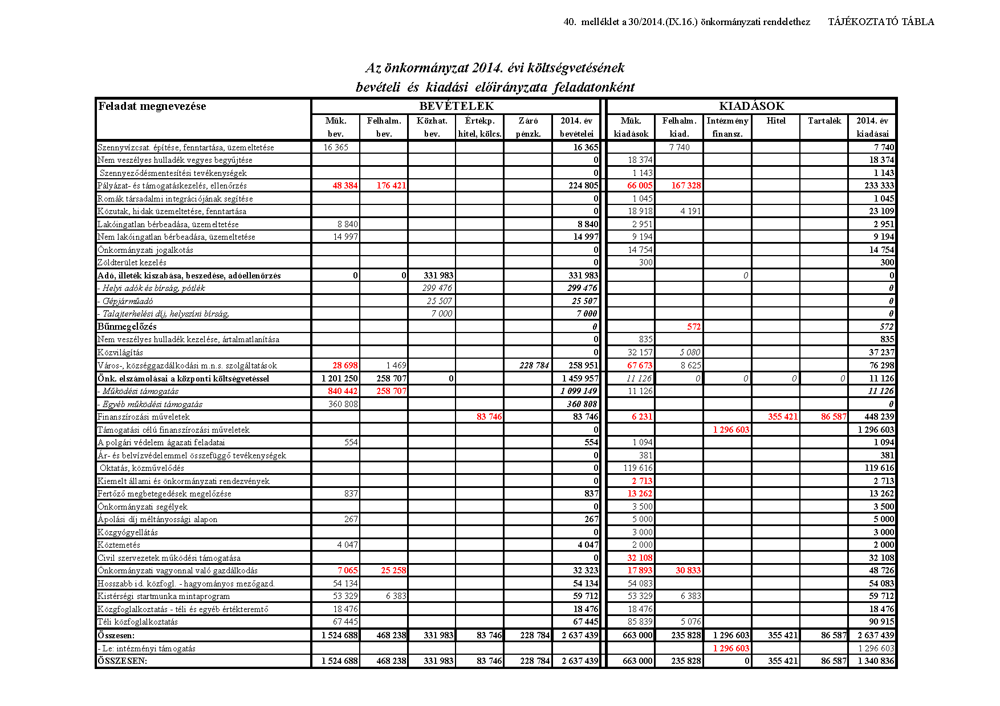 40. melléklet a 30/2014.(IX.16.) önkormányzati rendelethez TÁJÉKOZTATÓ TÁBLA
Az önkormányzat 2014. évi költségvetésének
bevételi és kiadási előirányzata feladatonként
Feladat megnevezése BEVÉTELEK KIADÁSOK
Műk. Felhalm. Közhat. Értékp. Záró 2014. év Műk. Felhalm. Intézmény Hitel Tartalék 2014. év
bev. bev. bev. hitel, kölcs. pénzk. bevételei kiadások kiad. finansz. kiadásai
Szennyvízcsat. építése, fenntartása, üzemeltetése 16 365 16 365 7 740 7 740
Nem veszélyes hulladék vegyes begyűjtése 0 18 374 18 374
Szennyeződésmentesítési tevékenységek 0 1 143 1 143
Pályázat- és támogatáskezelés, ellenőrzés 48 384 176 421 224 805 66 005 167 328 233 333
Romák társadalmi integrációjának segítése 0 1 045 1 045
Közutak, hidak üzemeltetése, fenntartása 0 18 918 4 191 23 109
Lakóingatlan bérbeadása, üzemeltetése 8 840 8 840 2 951 2 951
Nem lakóingatlan bérbeadása, üzemeltetése 14 997 14 997 9 194 9 194
Önkormányzati jogalkotás 0 14 754 14 754
Zöldterület kezelés 0 300 300
Adó, illeték kiszabása, beszedése, adóellenőrzés 0 0 331 983 331 983 0 0
- Helyi adók és bírság, pótlék 299 476 299 476 0
- Gépjárműadó 25 507 25 507 0
- Talajterhelési díj, helyszíni bírság, 7 000 7 000 0
Bűnmegelőzés 0 572 572
Nem veszélyes hulladék kezelése, ártalmatlanítása 0 835 835
Közvilágítás 0 32 157 5 080 37 237
Város-, községgazdálkodási m.n.s. szolgáltatások 28 698 1 469 228 784 258 951 67 673 8 625 76 298
Önk. elszámolásai a központi költségvetéssel 1 201 250 258 707 0 1 459 957 11 126 0 0 0 0 11 126
- Működési támogatás 840 442 258 707 1 099 149 11 126 11 126
- Egyéb működési támogatás 360 808 360 808 0
Finanszírozási műveletek 83 746 83 746 6 231 355 421 86 587 448 239
Támogatási célú finanszírozási műveletek 0 1 296 603 1 296 603
A polgári védelem ágazati feladatai 554 554 1 094 1 094
Ár- és belvízvédelemmel összefüggő tevékenységek 0 381 381
Oktatás, közművelődés 0 119 616 119 616
Kiemelt állami és önkormányzati rendezvények 0 2 713 2 713
Fertőző megbetegedések megelőzése 837 837 13 262 13 262
Önkormányzati segélyek 0 3 500 3 500
Ápolási díj méltányossági alapon 267 267 5 000 5 000
Közgyógyellátás 0 3 000 3 000
Köztemetés 4 047 4 047 2 000 2 000
Civil szervezetek működési támogatása 0 32 108 32 108
Önkormányzati vagyonnal való gazdálkodás 7 065 25 258 32 323 17 893 30 833 48 726
Hosszabb id. közfogl. - hagyományos mezőgazd. 54 134 54 134 54 083 54 083
Kistérségi startmunka mintaprogram 53 329 6 383 59 712 53 329 6 383 59 712
Közgfoglalkoztatás - téli és egyéb értékteremtő 18 476 18 476 18 476 18 476
Téli közfoglalkoztatás 67 445 67 445 85 839 5 076 90 915
Összesen: 1 524 688 468 238 331 983 83 746 228 784 2 637 439 663 000 235 828 1 296 603 355 421 86 587 2 637 439
- Le: intézményi támogatás 1 296 603 1 296 603
ÖSSZESEN: 1 524 688 468 238 331 983 83 746 228 784 2 637 439 663 000 235 828 0 355 421 86 587 1 340 836